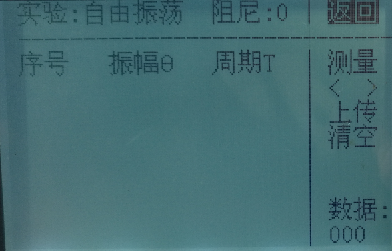 实验:自由振荡 阻尼:0 返回
序号 振幅θ 周期T 测量
< >
上传
清空
数据:
000